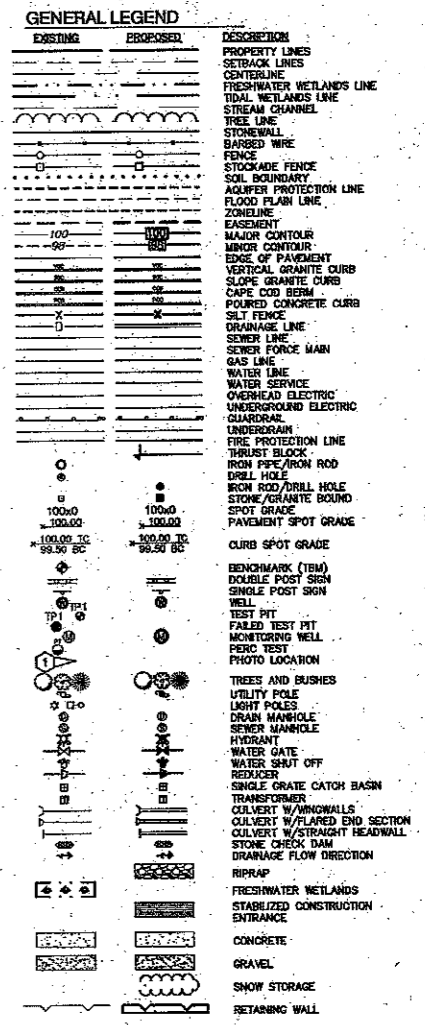 GENERAL LEGEND
EXISTING PROPOSED DESCRIPTION
PROPERTY LINES
SETBACK LINES
CENTERLINE
FRESHWATER WETLANDS LINE
TIDAL WETLANDS LINE
STREAM CHANNEL
TREE LINE
STONEWALL
BARBED WIRE
FENCE
STOCKADE FENCE
SOIL BOUNDARY
AQUIFER PROTECTION LINE
FLOOD PLAIN LINE
ZONELINE
EASEMENT
100 100 MAJOR CONTOUR
98 98 MINOR CONTOUR
EDGE OF PAVEMENT
VERTICAL GRANITE CURB
SLOPE GRANITE CURB
CAPE COD BERM
POURED CONCRETE CURB
X X SILT FENCE
DRAINAGE LINE
SEWER LINE
SEWER FORCE MAIN
GAS LINE
WATER LINE
WATER SERVICE
OVERHEAD ELECTRIC
UNDERGROUND ELECTRIC
GUARDRAIL
UNDERDRAIN
FIRE PROTECTION LINE
THRUST BLOCK
IRON PIPE/IRON ROD
DRILL HOLE
IRON ROD/DRILL HOLE
STONE/GRANITE BOUND
100x0 100x0 SPOT GRADE
x 100.00 x 100.00 PAVEMENT SPOT GRADE
x 100.00 TC x 100.00 TC
99.50 BC 99.50 BC CURB SPOT GRADE
BENCHMARK (TBM)
DOUBLE POST SIGN
SINGLE POST SIGN
WELL
TP1 TEST PIT
TP1 FAILED TEST PIT
MONITORING WELL
PERC TEST
1 PHOTO LOCATION
TREES AND BUSHES
UTILITY POLE
LIGHT POLES
DRAIN MANHOLE
SEWER MANHOLE
HYDRANT
WATER GATE
WATER SHUT OFF
REDUCER
SINGLE GRATE CATCH BASIN
TRANSFORMER
CULVERT W/WINGWALLS
CULVERT W/FLARED END SECTION
CULVERT W/STRAIGHT HEADWALL
STONE CHECK DAM
DRAINAGE FLOW DIRECTION
RIPRAP
FRESHWATER WETLANDS
STABILIZED CONSTRUCTION
ENTRANCE
CONCRETE
GRAVEL
SNOW STORAGE
RETAINING WALL